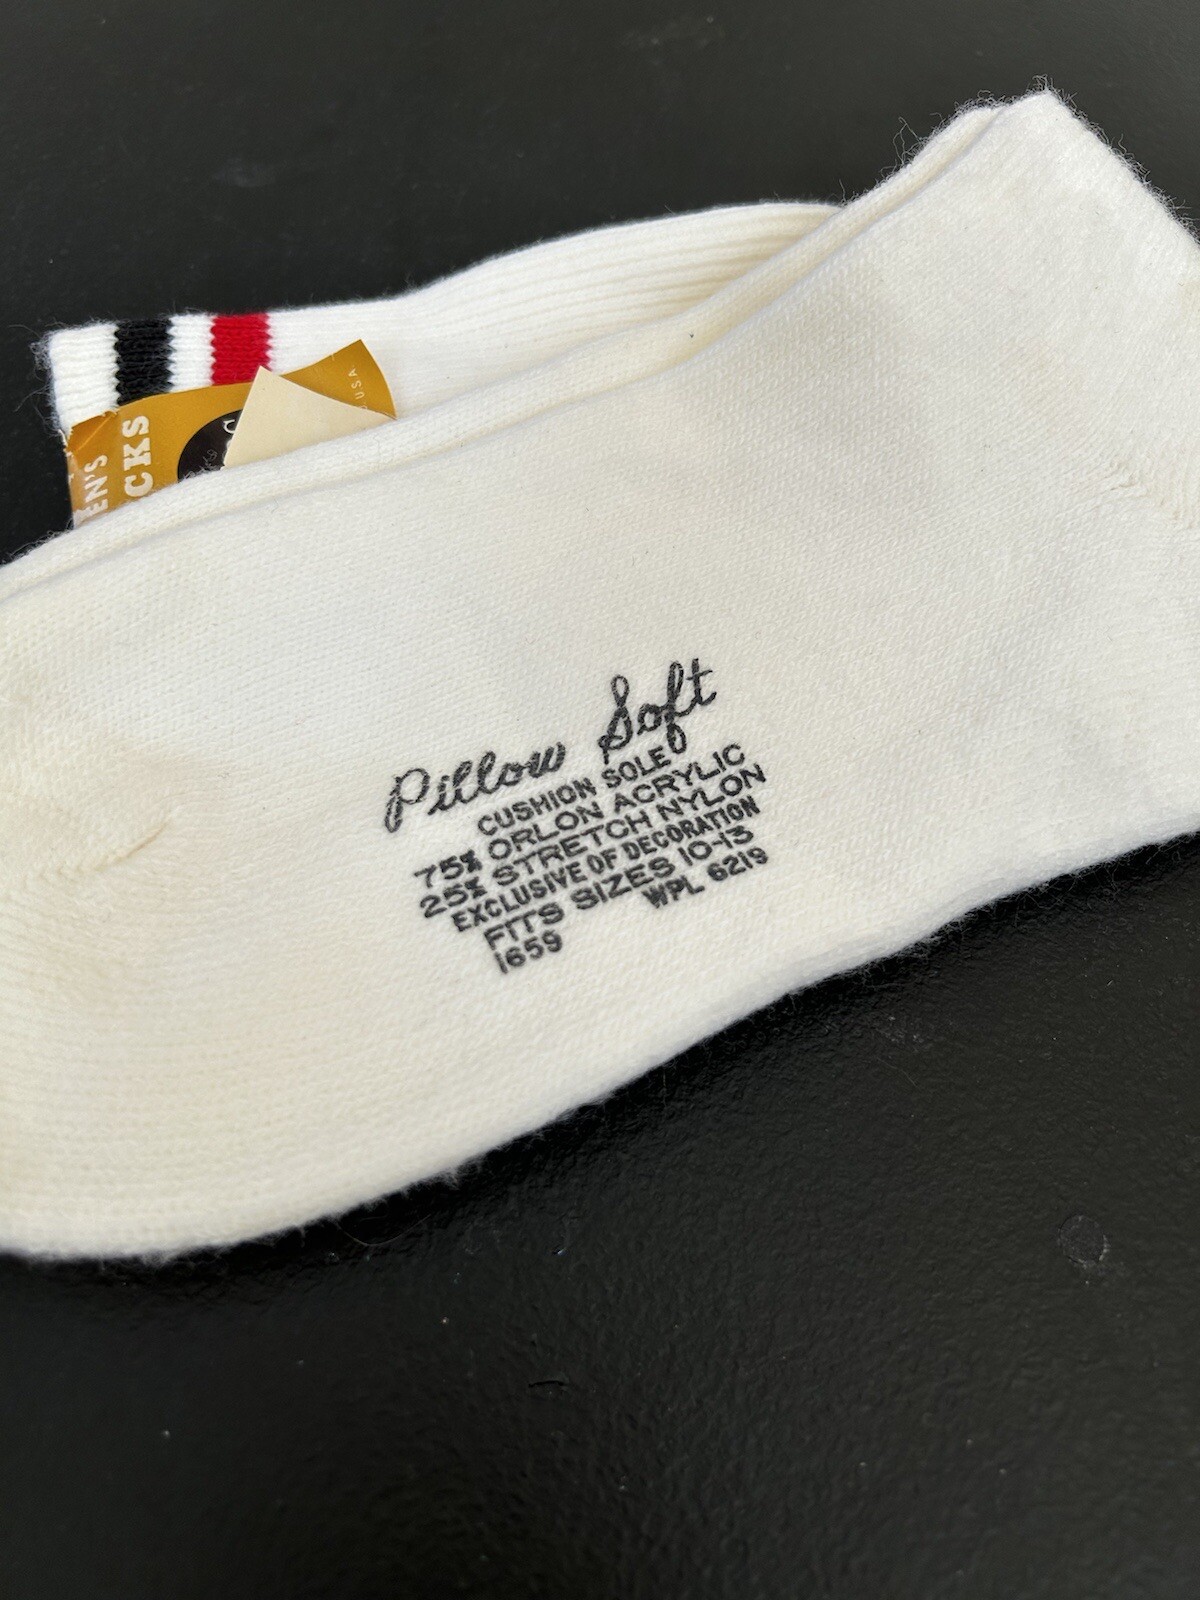 U.S.A.
CKS
EN'S
Pillow Soft
CUSHION SOLE
75% ORLON ACRYLIC
25% STRETCH NYLON
EXCLUSIVE OF DECORATION
FITS SIZES 10-13
1659 WPL 6219